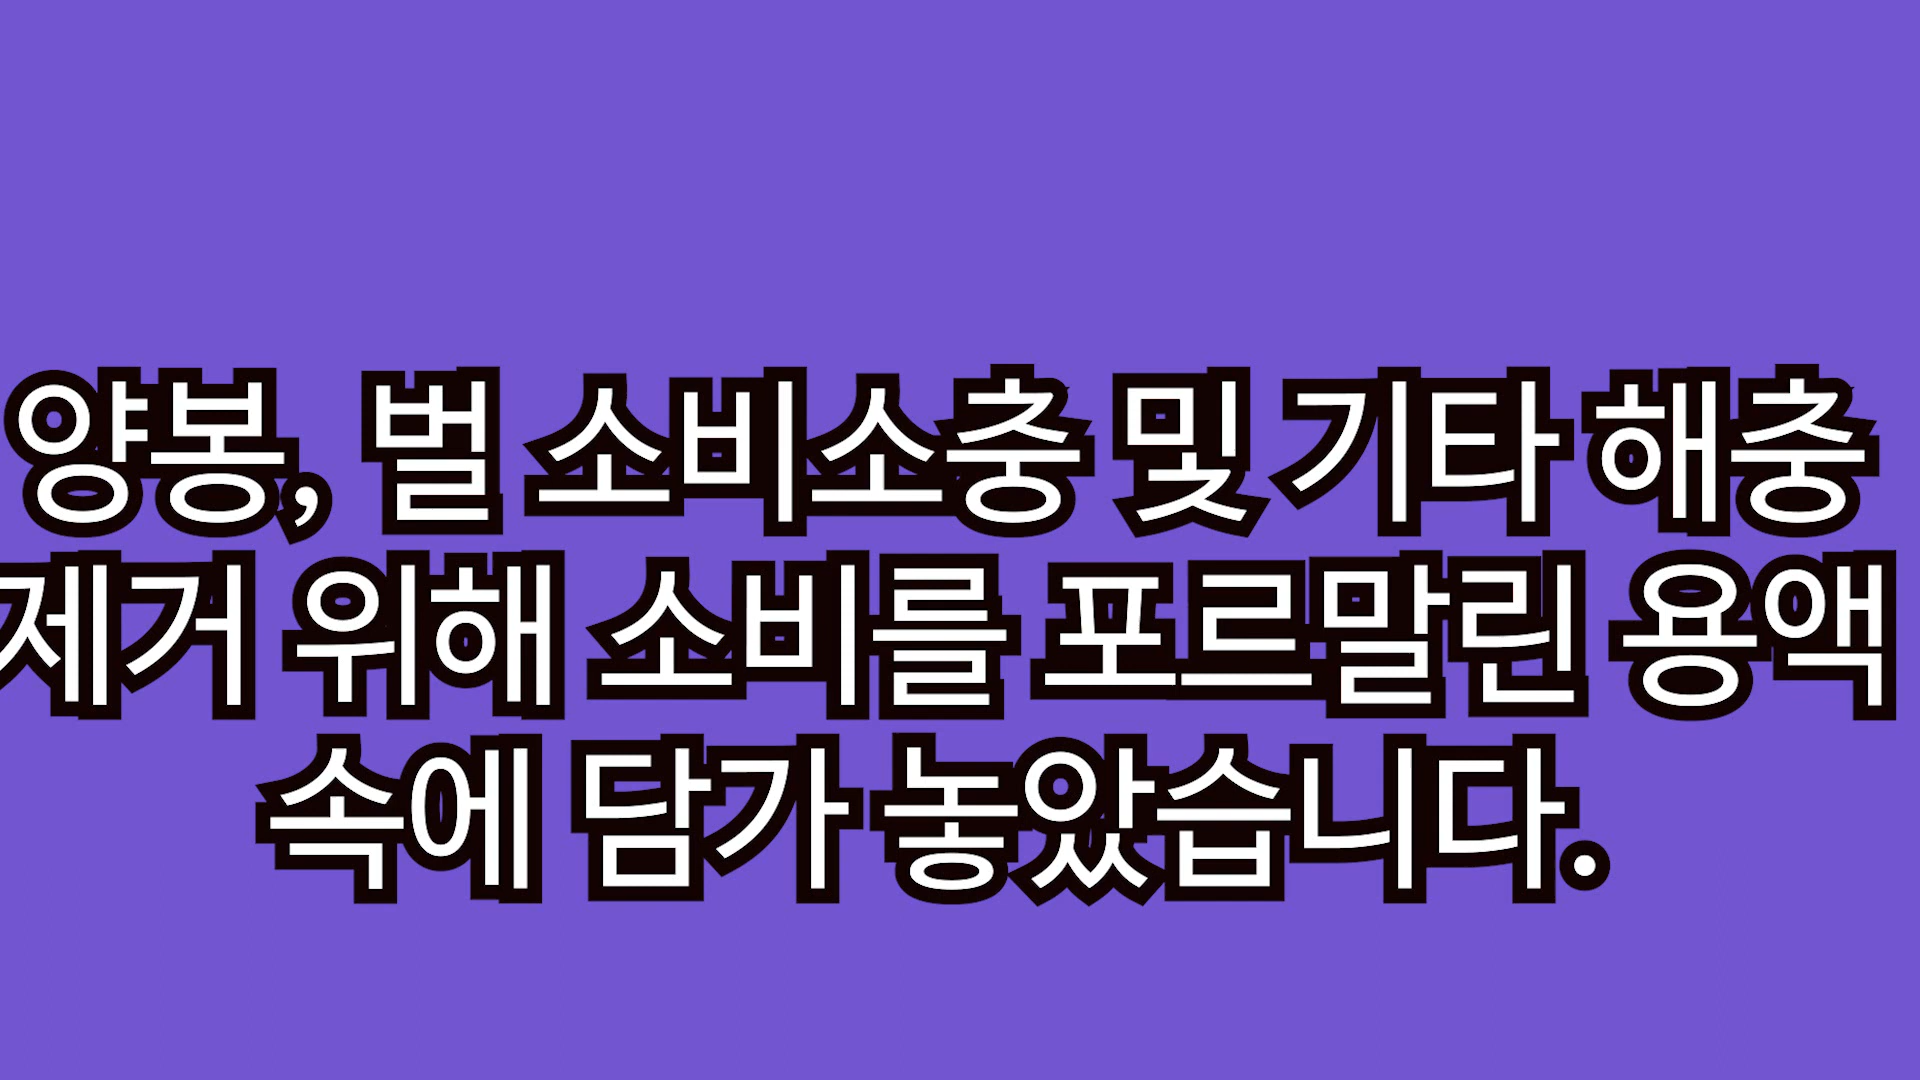 양봉, 벌 소비소충 및 기타 해충
제거 위해 소비를 포르말린 용액
속에 담가 놓았습니다.